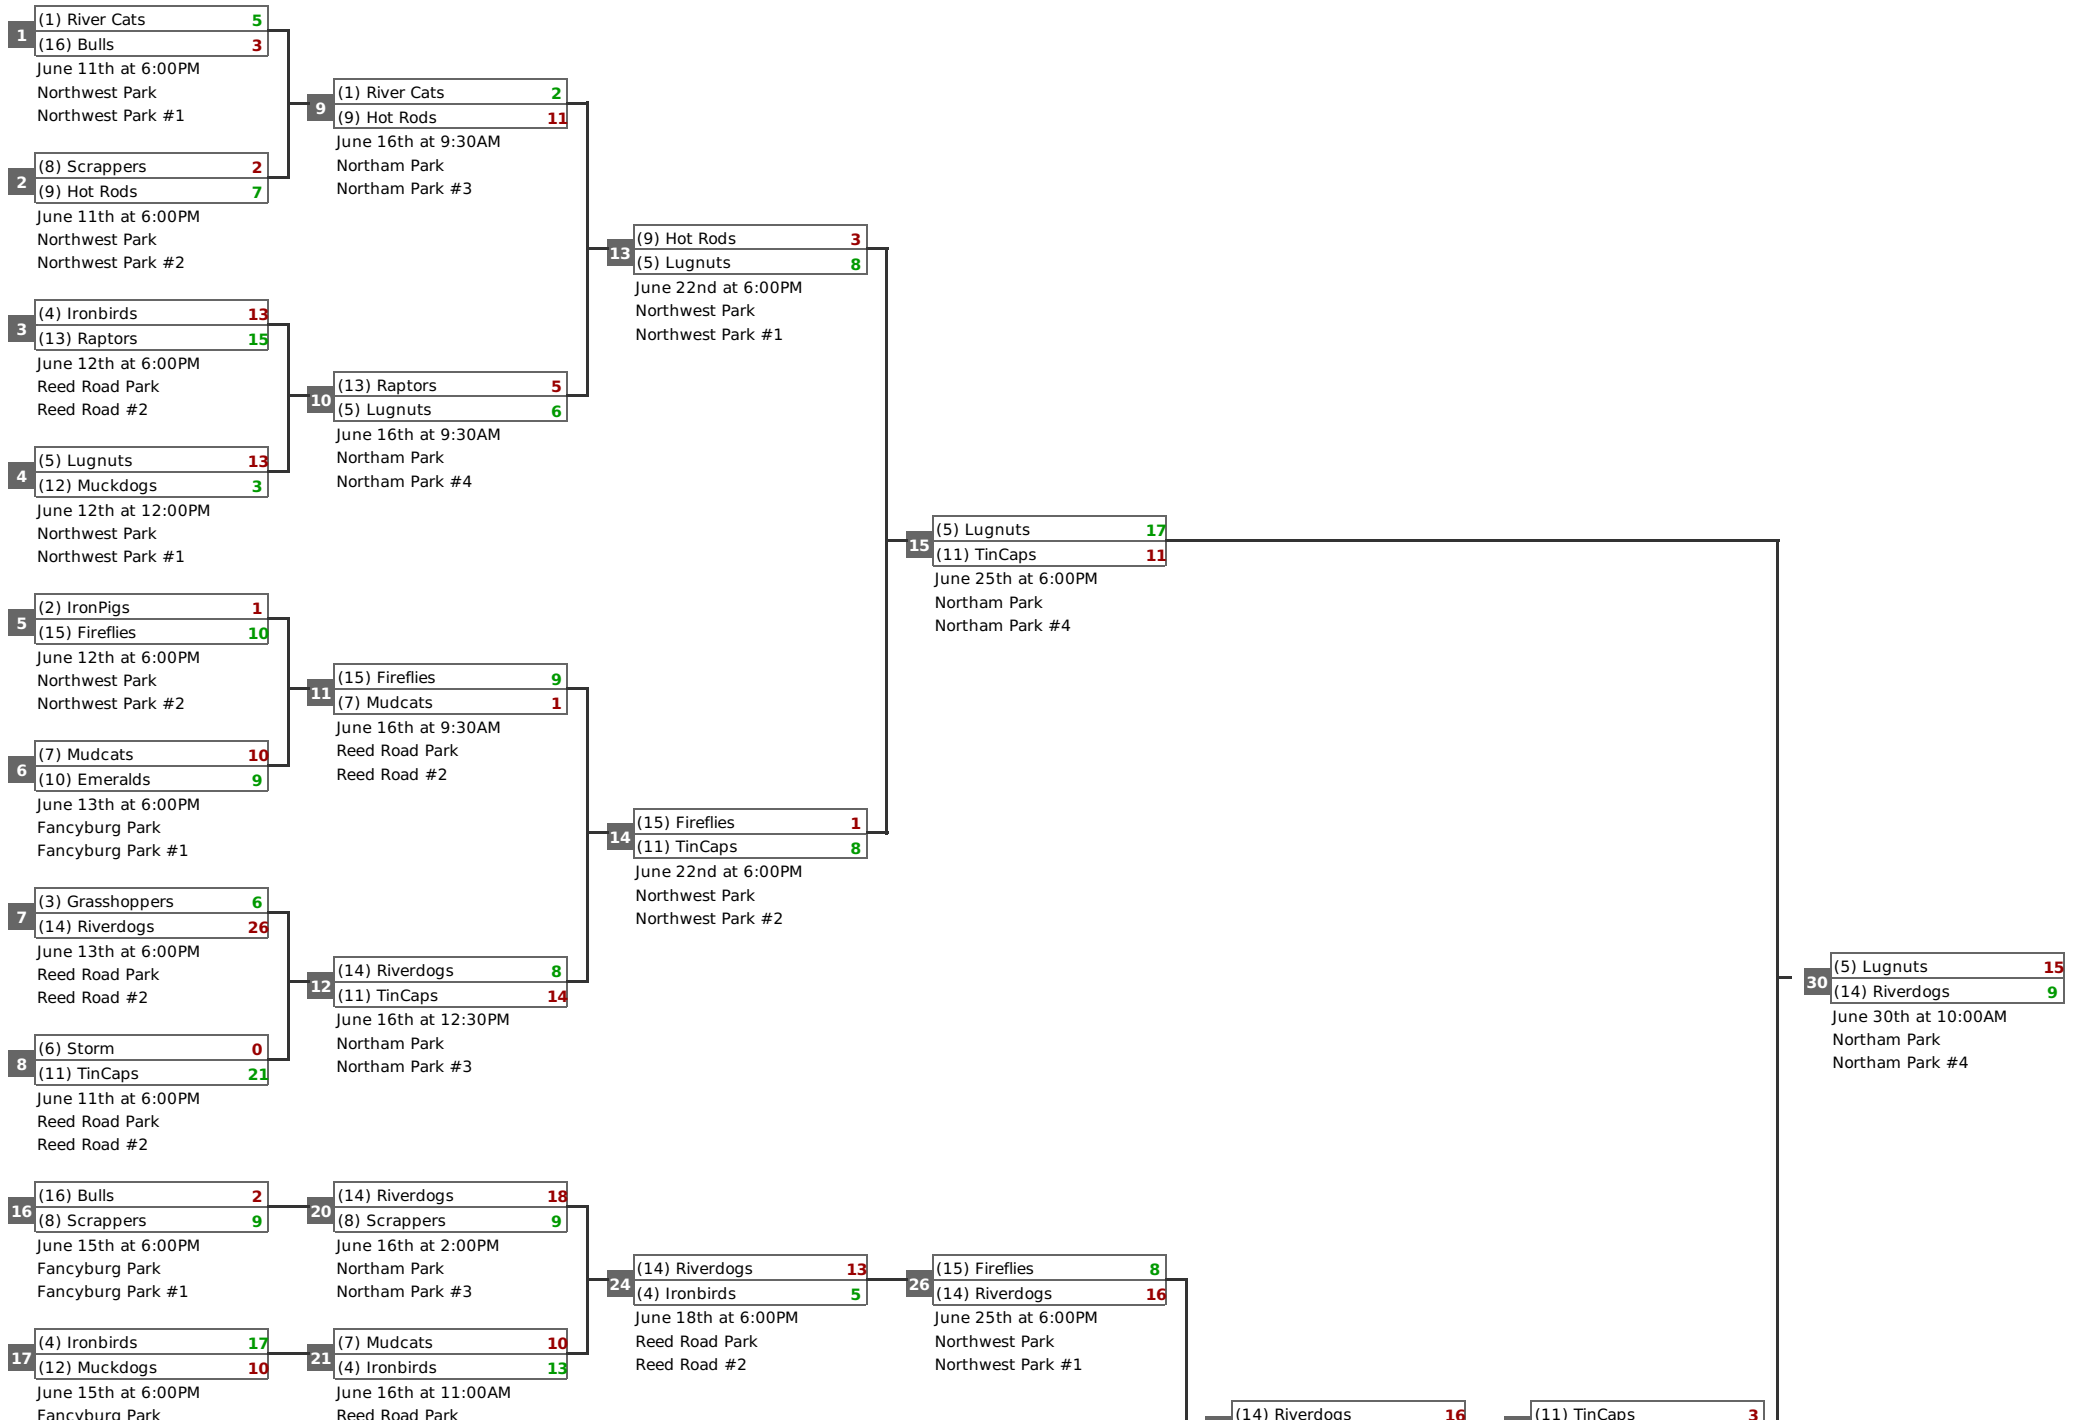 1
(1) River Cats 5
(16) Bulls 3
June 11th at 6:00PM
Northwest Park
Northwest Park #1
2
(8) Scrappers 2
(9) Hot Rods 7
June 11th at 6:00PM
Northwest Park
Northwest Park #2
3
(4) Ironbirds 13
(13) Raptors 15
June 12th at 6:00PM
Reed Road Park
Reed Road #2
4
(5) Lugnuts 13
(12) Muckdogs 3
June 12th at 12:00PM
Northwest Park
Northwest Park #1
5
(2) IronPigs 1
(15) Fireflies 10
June 12th at 6:00PM
Northwest Park
Northwest Park #2
6
(7) Mudcats 10
(10) Emeralds 9
June 13th at 6:00PM
Fancyburg Park
Fancyburg Park #1
7
(3) Grasshoppers 6
(14) Riverdogs 26
June 13th at 6:00PM
Reed Road Park
Reed Road #2
8
(6) Storm 0
(11) TinCaps 21
June 11th at 6:00PM
Reed Road Park
Reed Road #2
16
(16) Bulls 2
(8) Scrappers 9
June 15th at 6:00PM
Fancyburg Park
Fancyburg Park #1
17
(4) Ironbirds 17
(12) Muckdogs 10
June 15th at 6:00PM
Fancyburg Park
9
(1) River Cats 2
(9) Hot Rods 11
June 16th at 9:30AM
Northam Park
Northam Park #3
10
(13) Raptors 5
(5) Lugnuts 6
June 16th at 9:30AM
Northam Park
Northam Park #4
11
(15) Fireflies 9
(7) Mudcats 1
June 16th at 9:30AM
Reed Road Park
Reed Road #2
12
(14) Riverdogs 8
(11) TinCaps 14
June 16th at 12:30PM
Northam Park
Northam Park #3
20
(14) Riverdogs 18
(8) Scrappers 9
June 16th at 2:00PM
Northam Park
Northam Park #3
21
(7) Mudcats 10
(4) Ironbirds 13
June 16th at 11:00AM
Reed Road Park
13
(9) Hot Rods 3
(5) Lugnuts 8
June 22nd at 6:00PM
Northwest Park
Northwest Park #1
14
(15) Fireflies 1
(11) TinCaps 8
June 22nd at 6:00PM
Northwest Park
Northwest Park #2
24
(14) Riverdogs 13
(4) Ironbirds 5
June 18th at 6:00PM
Reed Road Park
Reed Road #2
15
(5) Lugnuts 17
(11) TinCaps 11
June 25th at 6:00PM
Northam Park
Northam Park #4
26
(15) Fireflies 8
(14) Riverdogs 16
June 25th at 6:00PM
Northwest Park
Northwest Park #1
(14) Riverdogs 16
(11) TinCaps 3
30
(5) Lugnuts 15
(14) Riverdogs 9
June 30th at 10:00AM
Northam Park
Northam Park #4